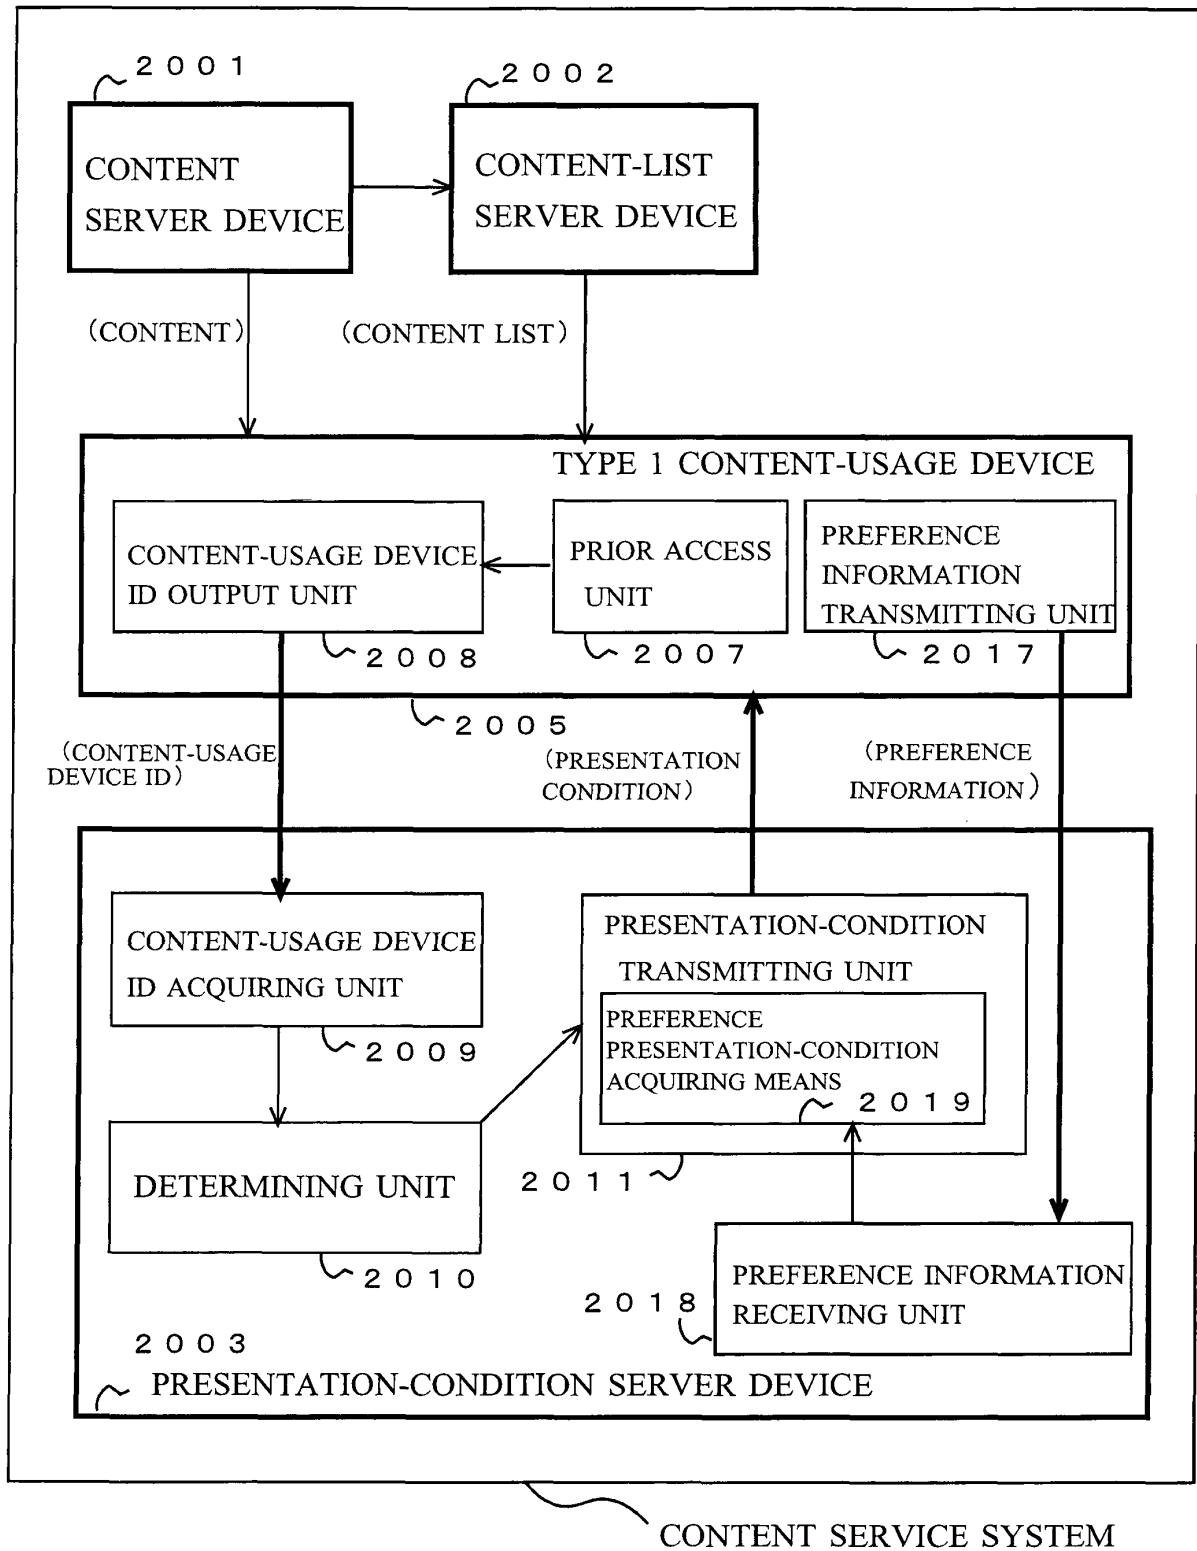 2001
2002
CONTENT
SERVER DEVICE
CONTENT-LIST
SERVER DEVICE
(CONTENT)
(CONTENT LIST)
TYPE 1 CONTENT-USAGE DEVICE
CONTENT-USAGE DEVICE
ID OUTPUT UNIT
PRIOR ACCESS
UNIT
PREFERENCE
INFORMATION
TRANSMITTING UNIT
2008
2007
2017
2005
(CONTENT-USAGE
DEVICE ID)
(PRESENTATION
CONDITION)
(PREFERENCE
INFORMATION)
CONTENT-USAGE DEVICE
ID ACQUIRING UNIT
2009
PRESENTATION-CONDITION
TRANSMITTING UNIT
PREFERENCE
PRESENTATION-CONDITION
ACQUIRING MEANS
2019
2011
DETERMINING UNIT
2010
PREFERENCE INFORMATION
RECEIVING UNIT
2018
2003
PRESENTATION-CONDITION SERVER DEVICE
CONTENT SERVICE SYSTEM